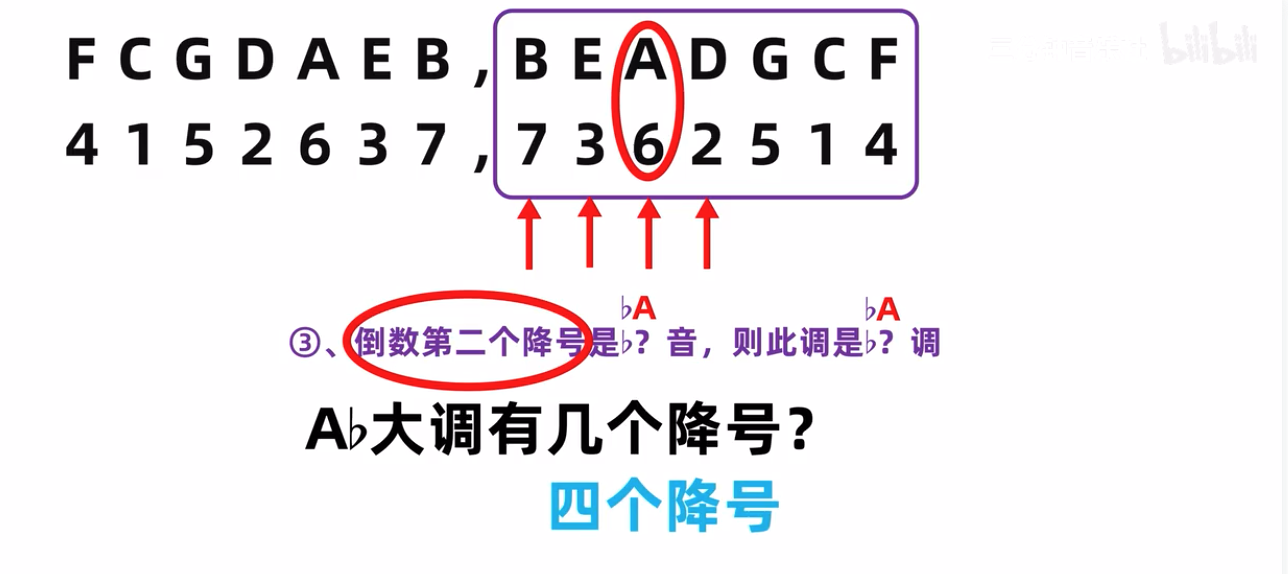 F C G D A E B , B E A D G C F
4 1 5 2 6 3 7 , 7 3 6 2 5 1 4
bilibili
♭A ♭A
③、倒数第二个降号是♭? 音，则此调是♭? 调
A♭大调有几个降号?
四个降号